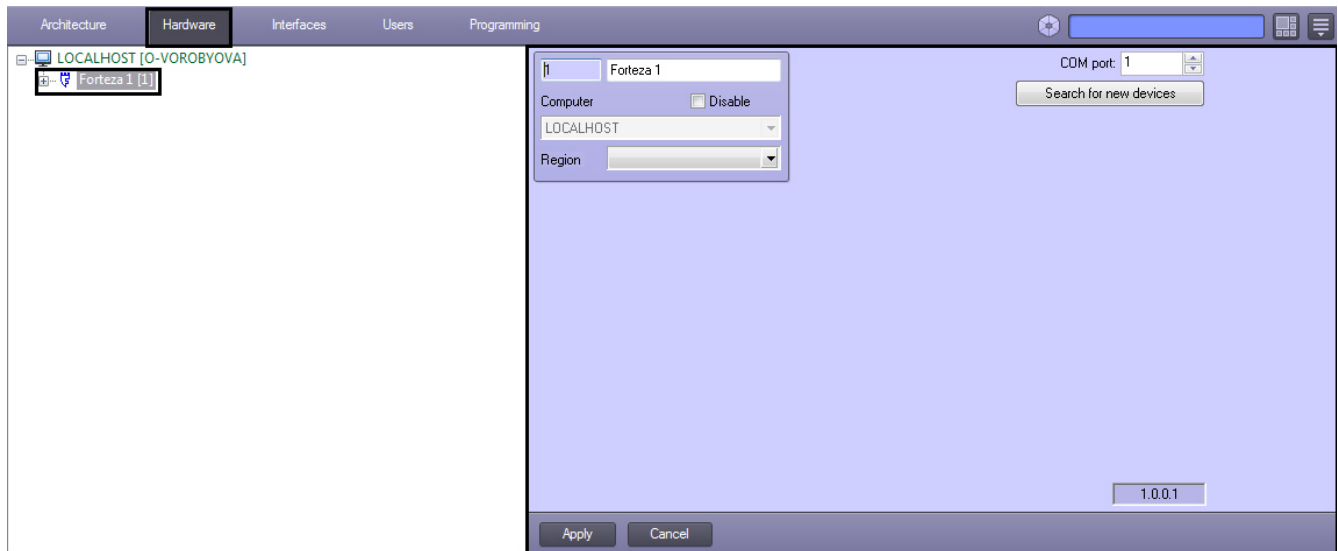 Architecture Hardware Interfaces Users Programming
LOCALHOST [O-VOROBYOVA]
Forteza 1 [1]
1 Forteza 1
Computer Disable
LOCALHOST
Region
COM port: 1
Search for new devices
1.0.0.1
Apply Cancel